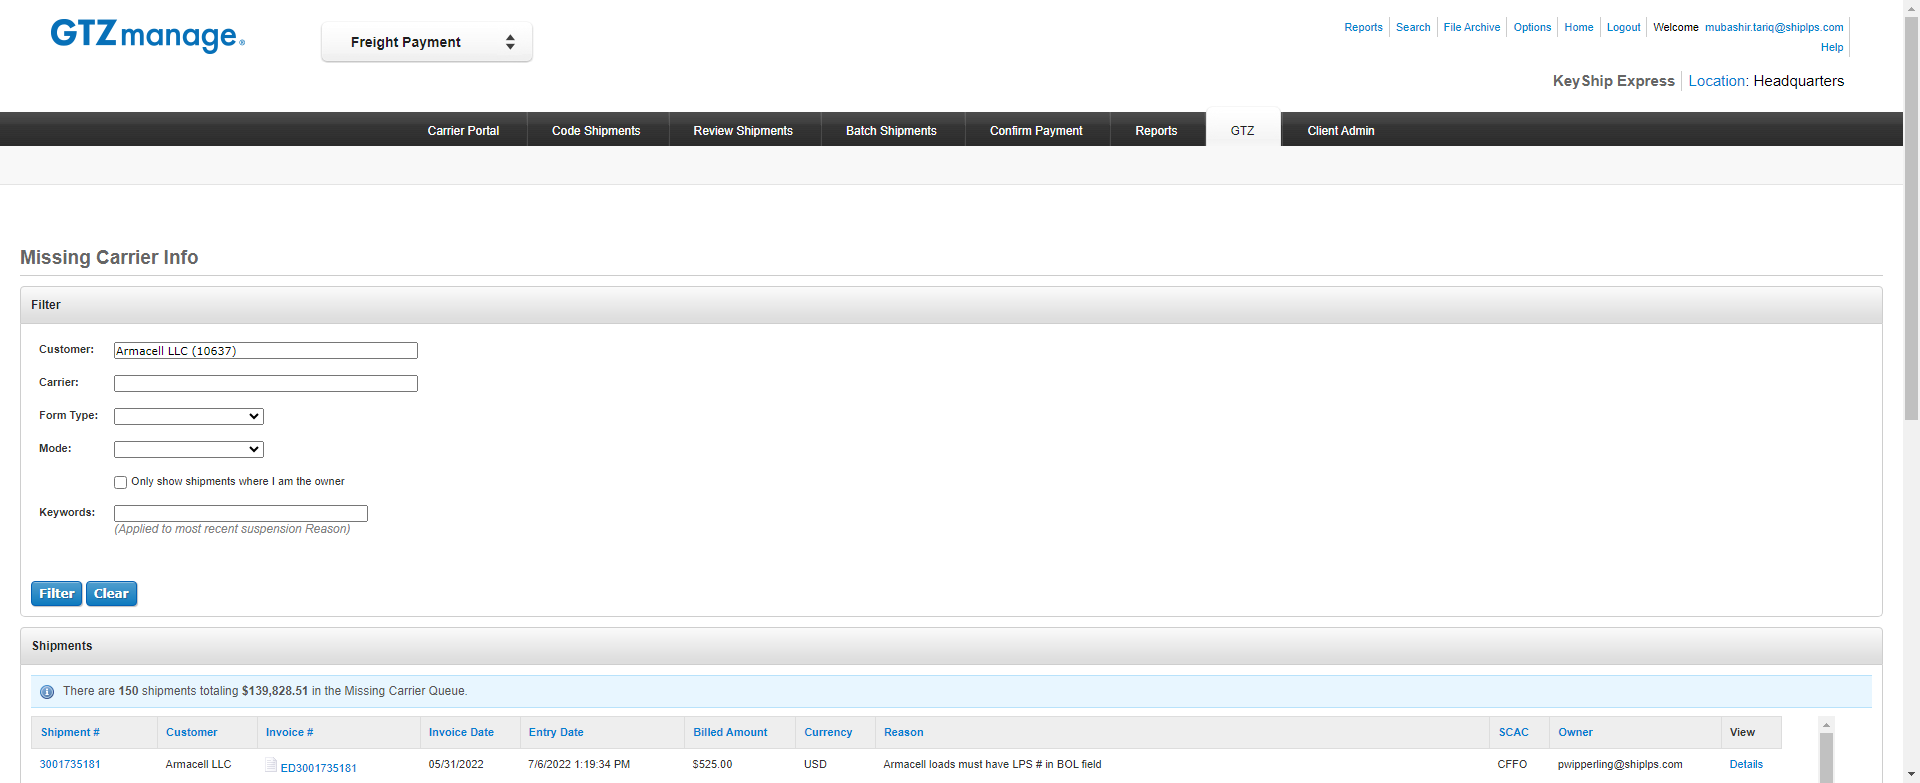 GTZmanage®
Freight Payment
Reports Search File Archive Options Home Logout Welcome mubashir.tariq@shiplps.com
Help
KeyShip Express Location: Headquarters
Carrier Portal Code Shipments Review Shipments Batch Shipments Confirm Payment Reports GTZ Client Admin
Missing Carrier Info
Filter
Customer: Armacell LLC (10637)
Carrier:
Form Type:
Mode:
Only show shipments where I am the owner
Keywords:
(Applied to most recent suspension Reason)
Filter Clear
Shipments
There are 150 shipments totaling $139,828.51 in the Missing Carrier Queue.
Shipment # Customer Invoice # Invoice Date Entry Date Billed Amount Currency Reason SCAC Owner View
3001735181 Armacell LLC ED3001735181 05/31/2022 7/6/2022 1:19:34 PM $525.00 USD Armacell loads must have LPS # in BOL field CFFO pwipperling@shiplps.com Details